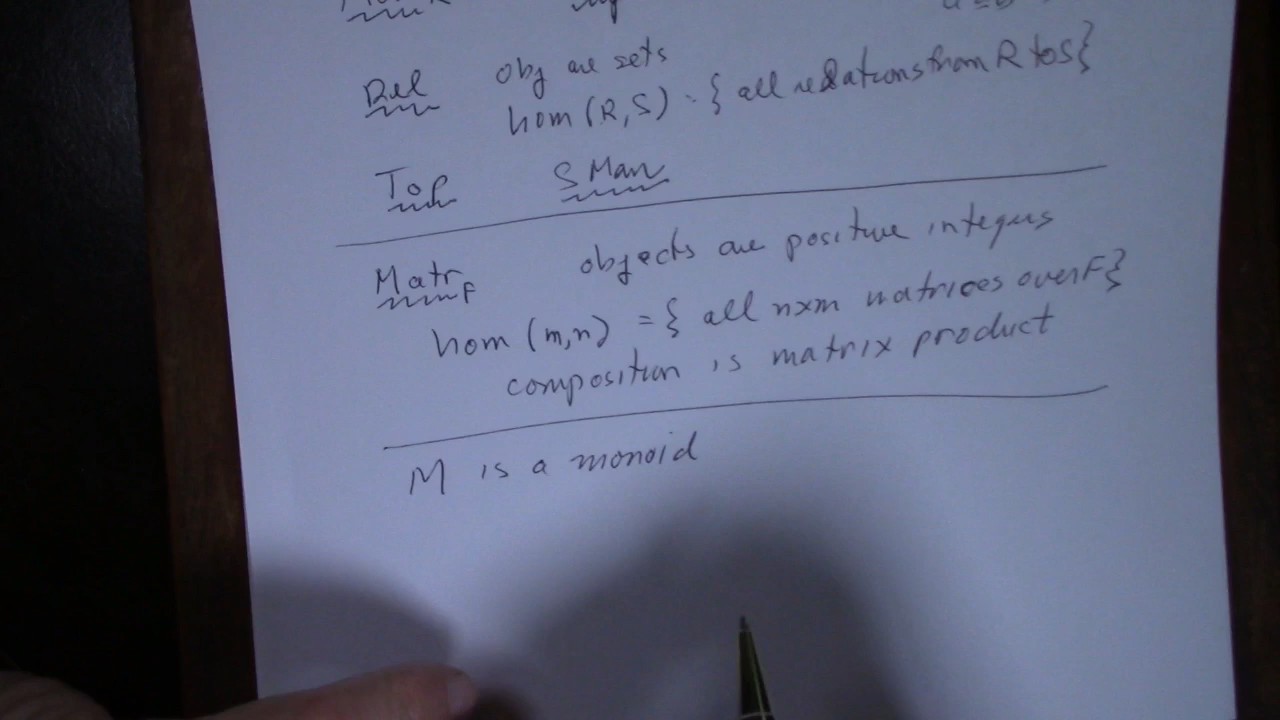 Rel obj are sets
hom (R,S) = { all relations from R to S}
Top SMan
Matr_F objects are positive integers
hom (m,n) = { all nxm matrices over F}
composition is matrix product
M is a monoid